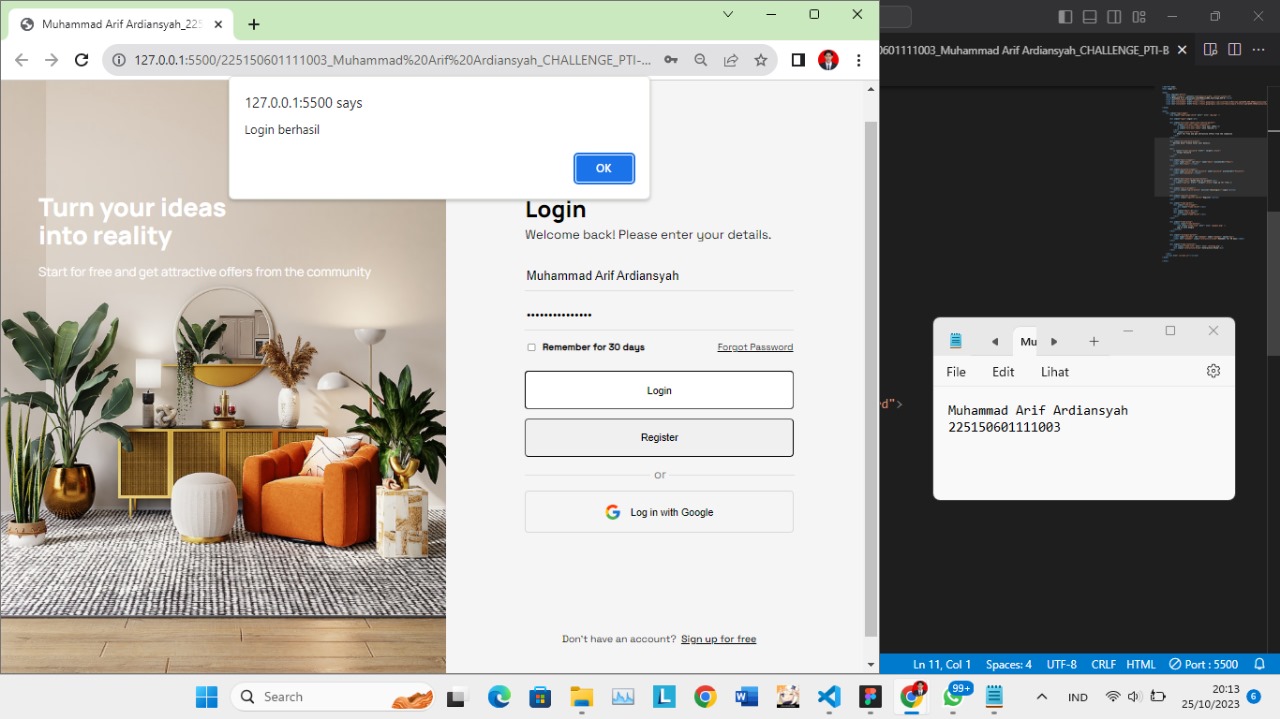 Muhammad Arif Ardiansyah_225
127.0.0.1:5500/225150601111003_Muhammad%20Arif%20Ardiansyah_CHALLENGE_PTI-...
127.0.0.1:5500 says
Login berhasil
OK
Turn your ideas
into reality
Start for free and get attractive offers from the community
Login
Welcome back! Please enter your details.
Muhammad Arif Ardiansyah
•••••••••••••••
Remember for 30 days
Forgot Password
Login
Register
or
Log in with Google
Don't have an account? Sign up for free
0601111003_Muhammad Arif Ardiansyah_CHALLENGE_PTI-B
rd">
Mu
File Edit Lihat
Muhammad Arif Ardiansyah
225150601111003
Ln 11, Col 1 Spaces: 4 UTF-8 CRLF HTML Port : 5500
Search
L
W
99+
IND
20:13
25/10/2023
6